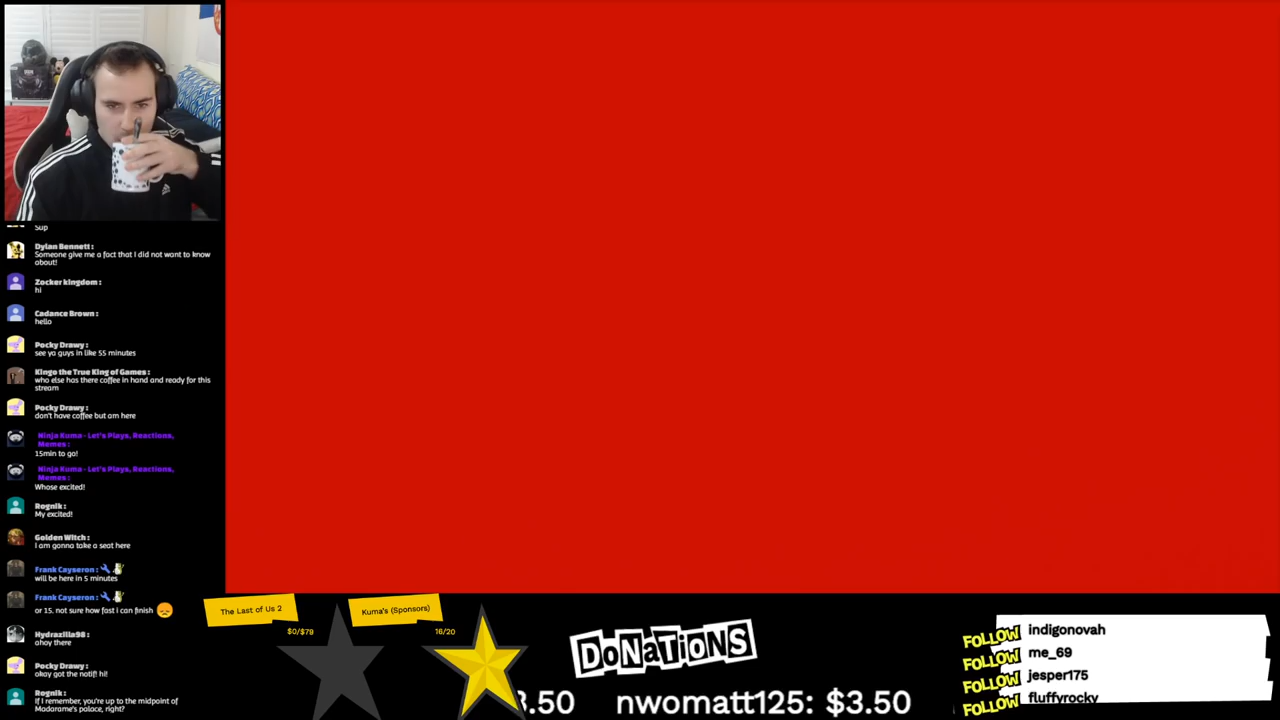 Sup
Dylan Bennett :
Someone give me a fact that I did not want to know
about!
Zocker kingdom :
hi
Cadance Brown :
hello
Pocky Drawy :
see ya guys in like 55 minutes
Kingo the True King of Games :
who else has there coffee in hand and ready for this
stream
Pocky Drawy :
don't have coffee but am here
Ninja Kuma - Let's Plays, Reactions,
Memes :
15min to go!
Ninja Kuma - Let's Plays, Reactions,
Memes :
Whose excited!
Rognik :
My excited!
Golden Witch :
I am gonna take a seat here
Frank Cayseron :
will be here in 5 minutes
Frank Cayseron :
or 15. not sure how fast i can finish
Hydrazilla98 :
ahoy there
Pocky Drawy :
okay got the notif! hi!
Rognik :
If I remember, you're up to the midpoint of
Madarame's palace, right?
The Last of Us 2
$0/$79
Kuma's (Sponsors)
16/20
DoNaTioNS
3.50 nwomatt125: $3.50
FOLLOW indigonovah
FOLLOW me_69
FOLLOW jesper175
FOLLOW fluffyrocky